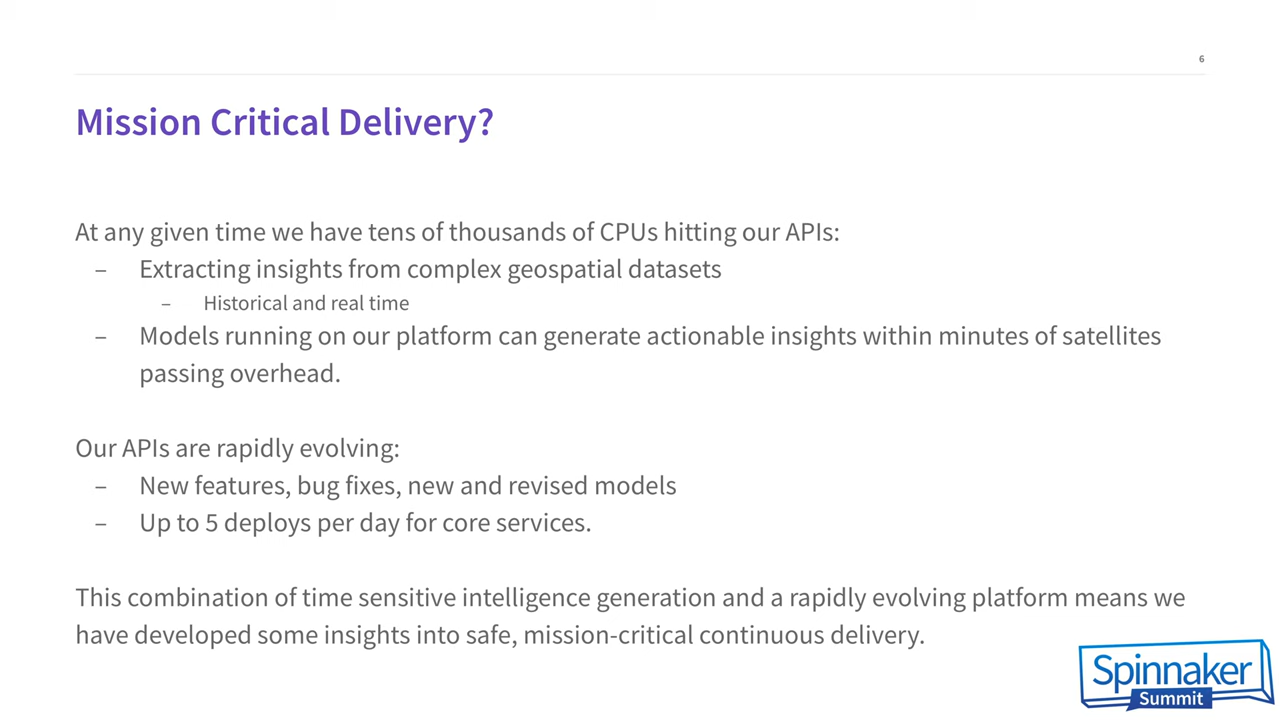 6
Mission Critical Delivery?
At any given time we have tens of thousands of CPUs hitting our APIs:
– Extracting insights from complex geospatial datasets
– Historical and real time
– Models running on our platform can generate actionable insights within minutes of satellites
passing overhead.
Our APIs are rapidly evolving:
– New features, bug fixes, new and revised models
– Up to 5 deploys per day for core services.
This combination of time sensitive intelligence generation and a rapidly evolving platform means we
have developed some insights into safe, mission-critical continuous delivery.
Spinnaker
Summit